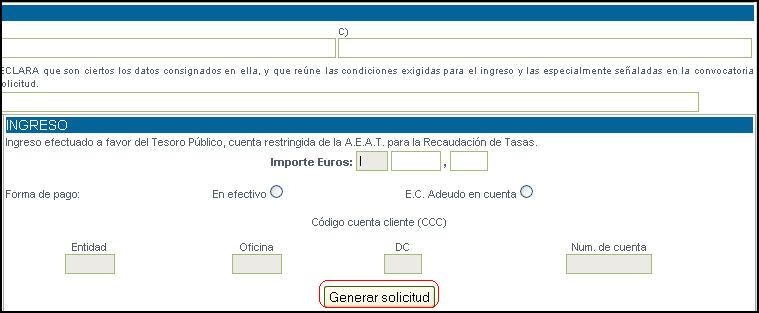 C)
ECLARA que son ciertos los datos consignados en ella, y que reúne las condiciones exigidas para el ingreso y las especialmente señaladas en la convocatoria
olicitud.
INGRESO
Ingreso efectuado a favor del Tesoro Público, cuenta restringida de la A.E.A.T. para la Recaudación de Tasas.
Importe Euros: ,
Forma de pago: En efectivo E.C. Adeudo en cuenta
Código cuenta cliente (CCC)
Entidad Oficina DC Num. de cuenta
Generar solicitud